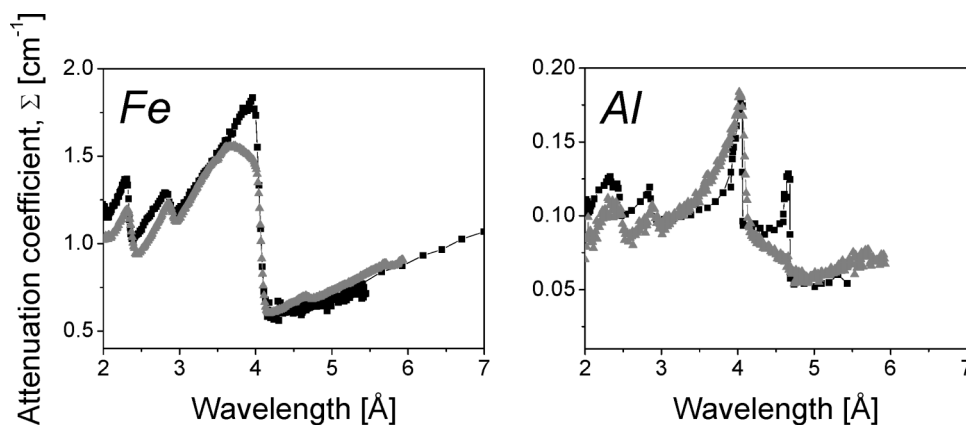 Attenuation coefficient, Σ [cm⁻¹]
Fe
2.0
1.5
1.0
0.5
2 3 4 5 6 7
Wavelength [Å]
Al
0.20
0.15
0.10
0.05
2 3 4 5 6 7
Wavelength [Å]